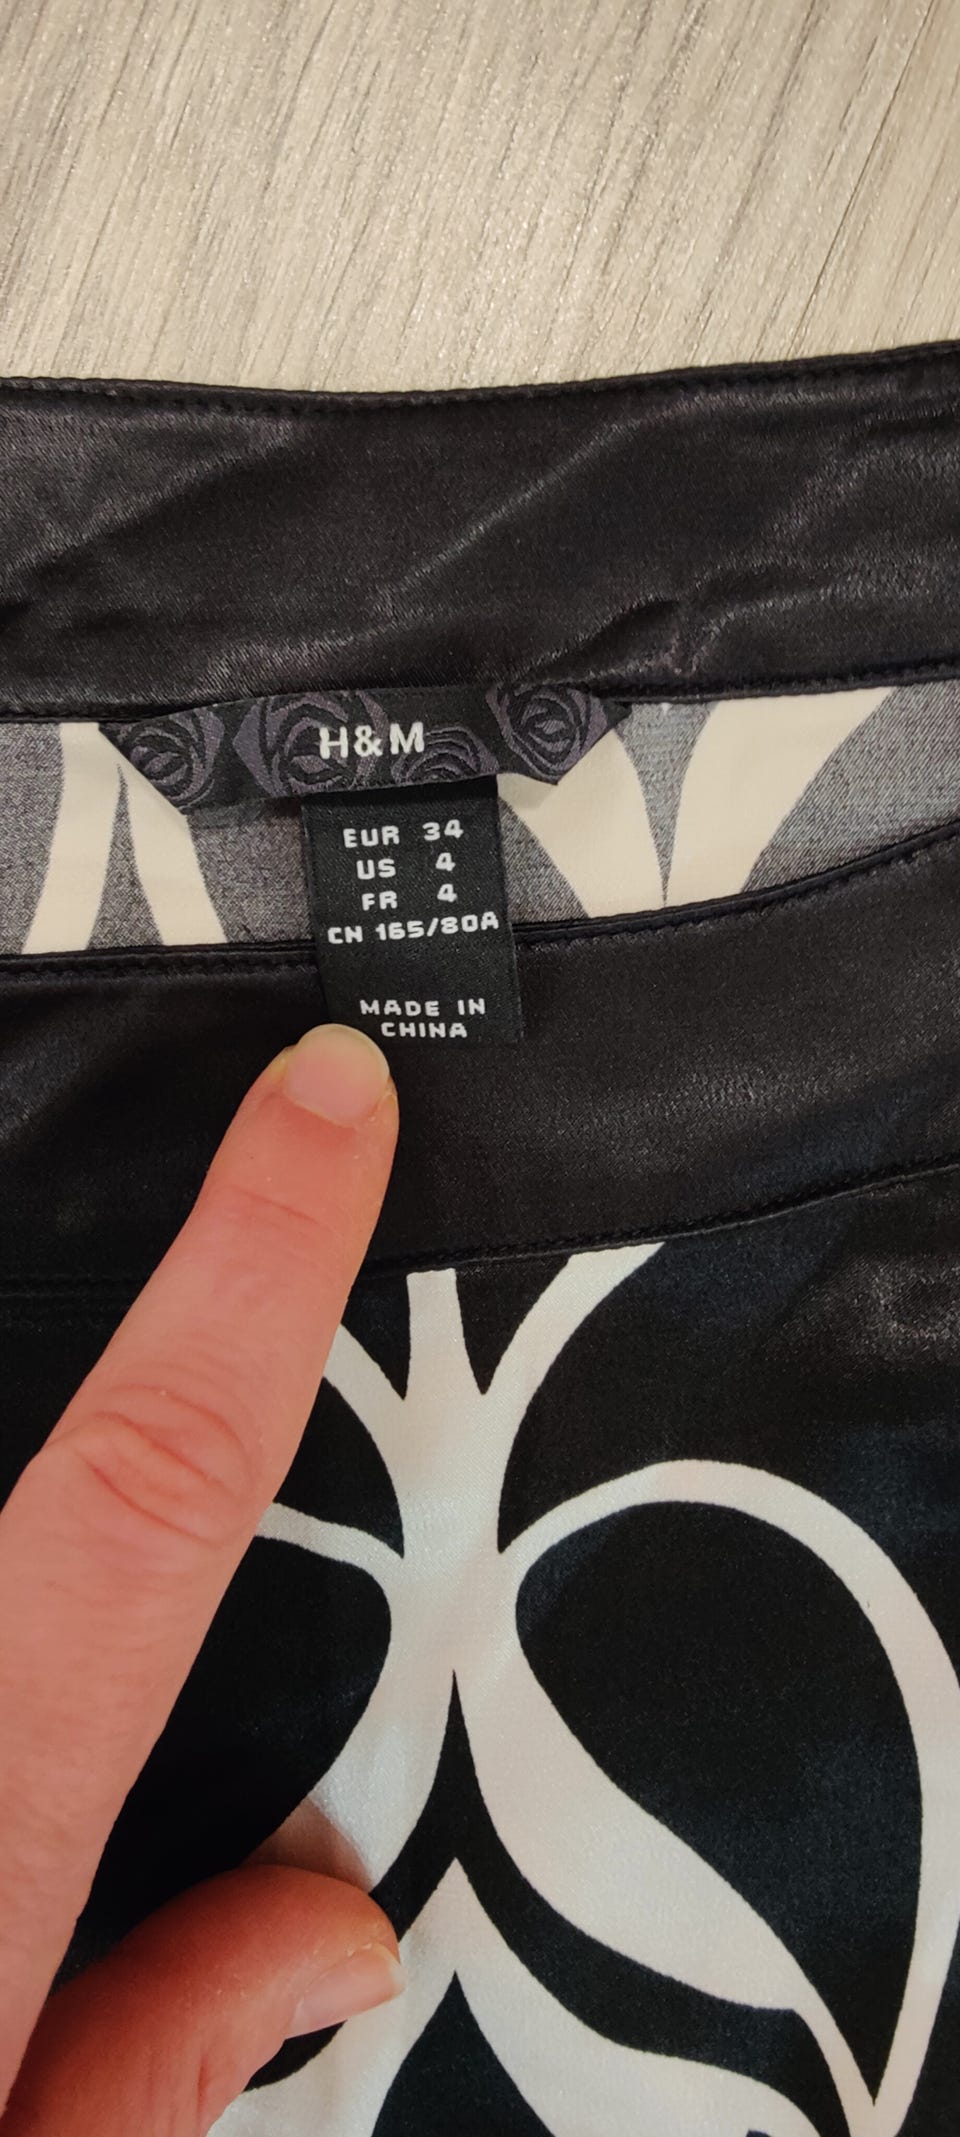 H&M
EUR 34
US 4
FR 4
CN 165/80A
MADE IN
CHINA